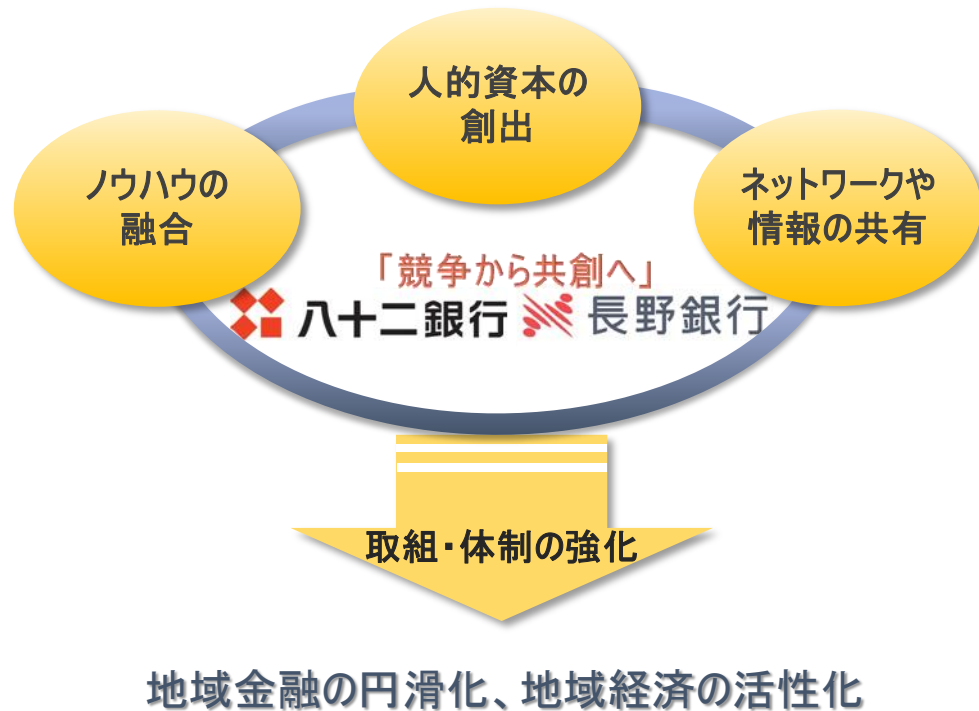 人的資本の
創出
ノウハウの
融合
ネットワークや
情報の共有
「競争から共創へ」
八十二銀行 長野銀行
取組・体制の強化
地域金融の円滑化、地域経済の活性化